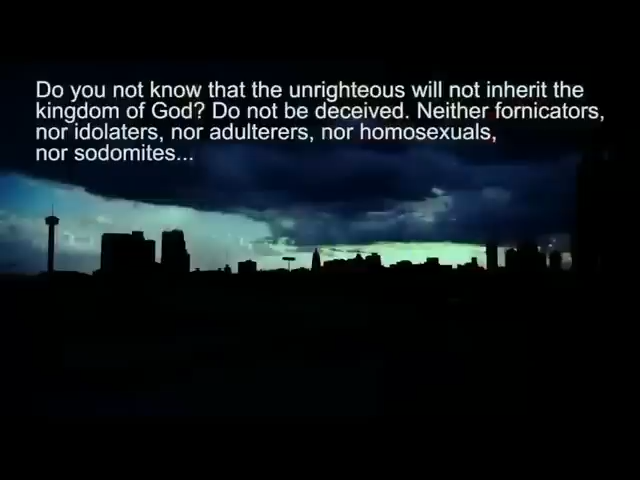 Do you not know that the unrighteous will not inherit the
kingdom of God? Do not be deceived. Neither fornicators,
nor idolaters, nor adulterers, nor homosexuals,
nor sodomites...